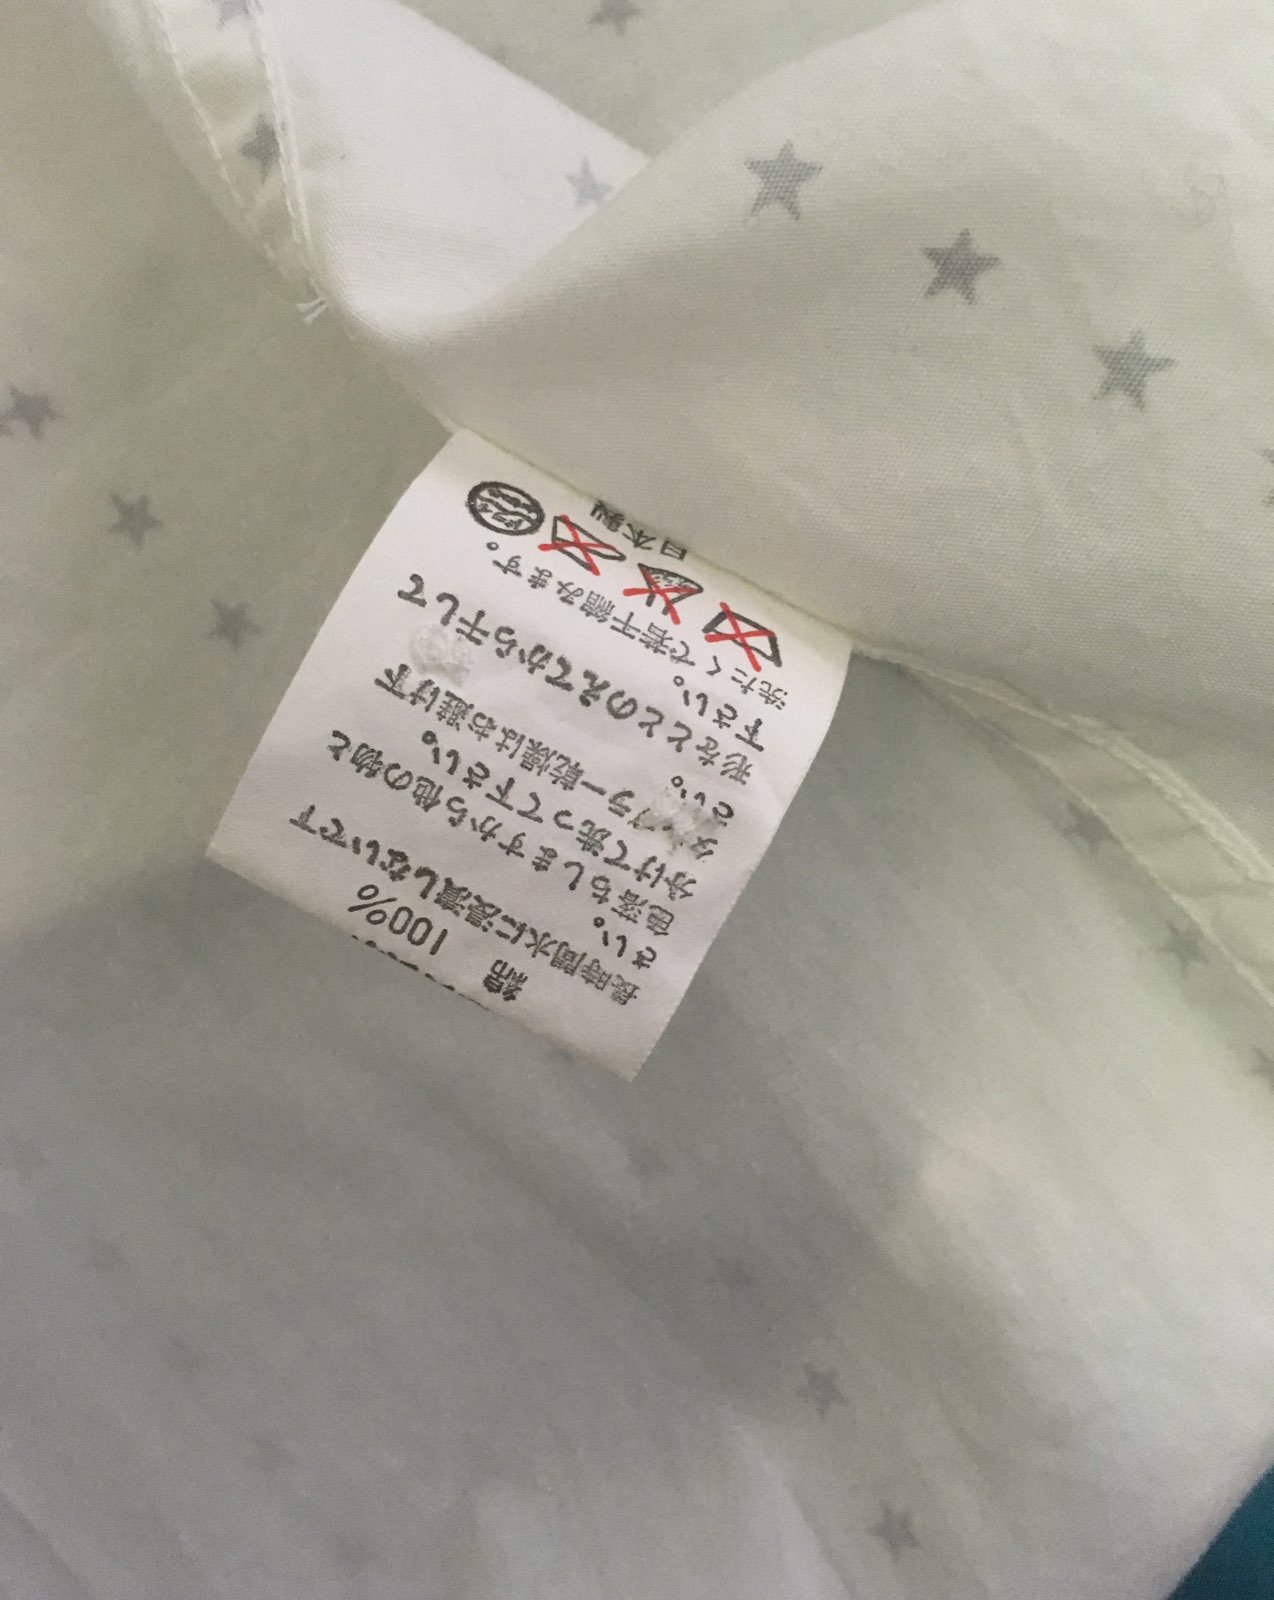 綿 100%
長時間水に浸漬しないで下
さい。
色落ちしますから他の物と
分けて洗って下さい。
タンブラー乾燥はお避け下
さい。
形をととのえてから干して
下さい。
洗たくで若干縮みます。
日本製